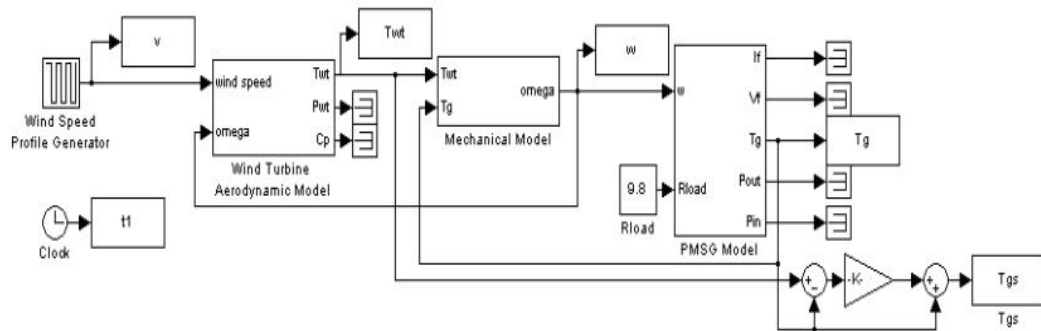 v
Wind Speed
Profile Generator
wind speed
omega
Twt
Pwt
Cp
Wind Turbine
Aerodynamic Model
Twt
Twt
Tg
omega
Mechanical Model
w
w
Rload
If
Vf
Tg
Pout
Pin
PMSG Model
9.8
Rload
Tg
Clock
t1
+
-
-K-
+
+
Tgs
Tgs